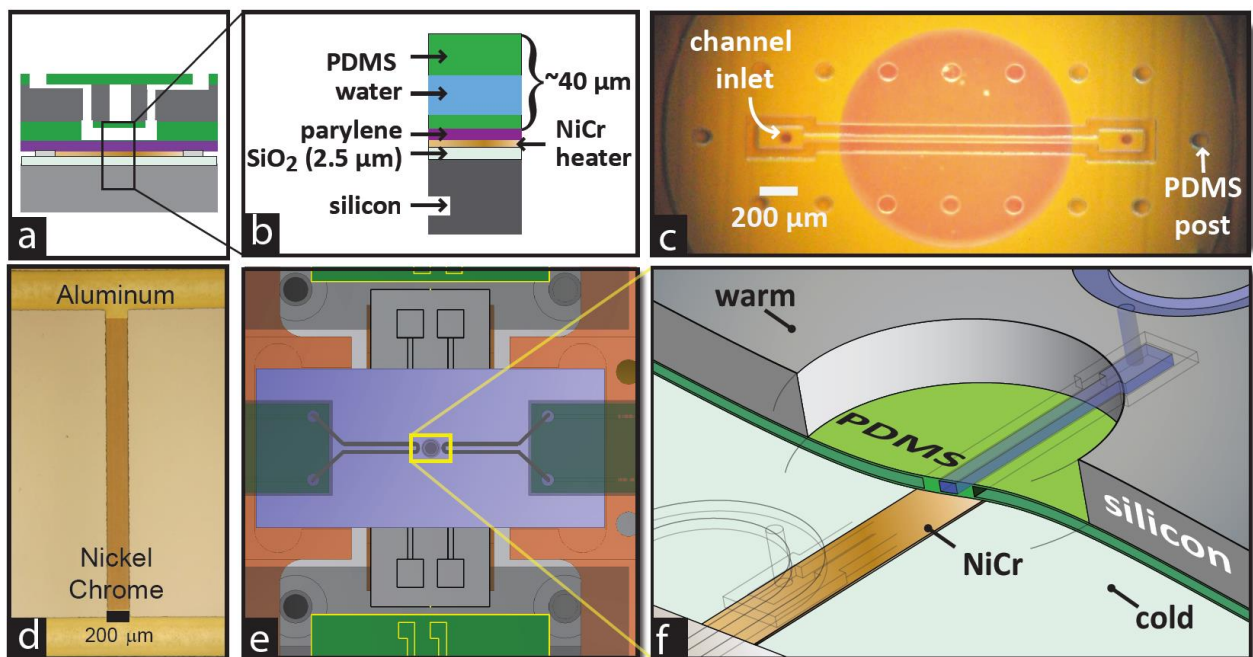 a
b
PDMS
water
parylene
SiO₂ (2.5 µm)
silicon
~40 µm
NiCr
heater
c
channel
inlet
200 µm
PDMS
post
d
Aluminum
Nickel
Chrome
200 µm
e
f
warm
PDMS
silicon
NiCr
cold